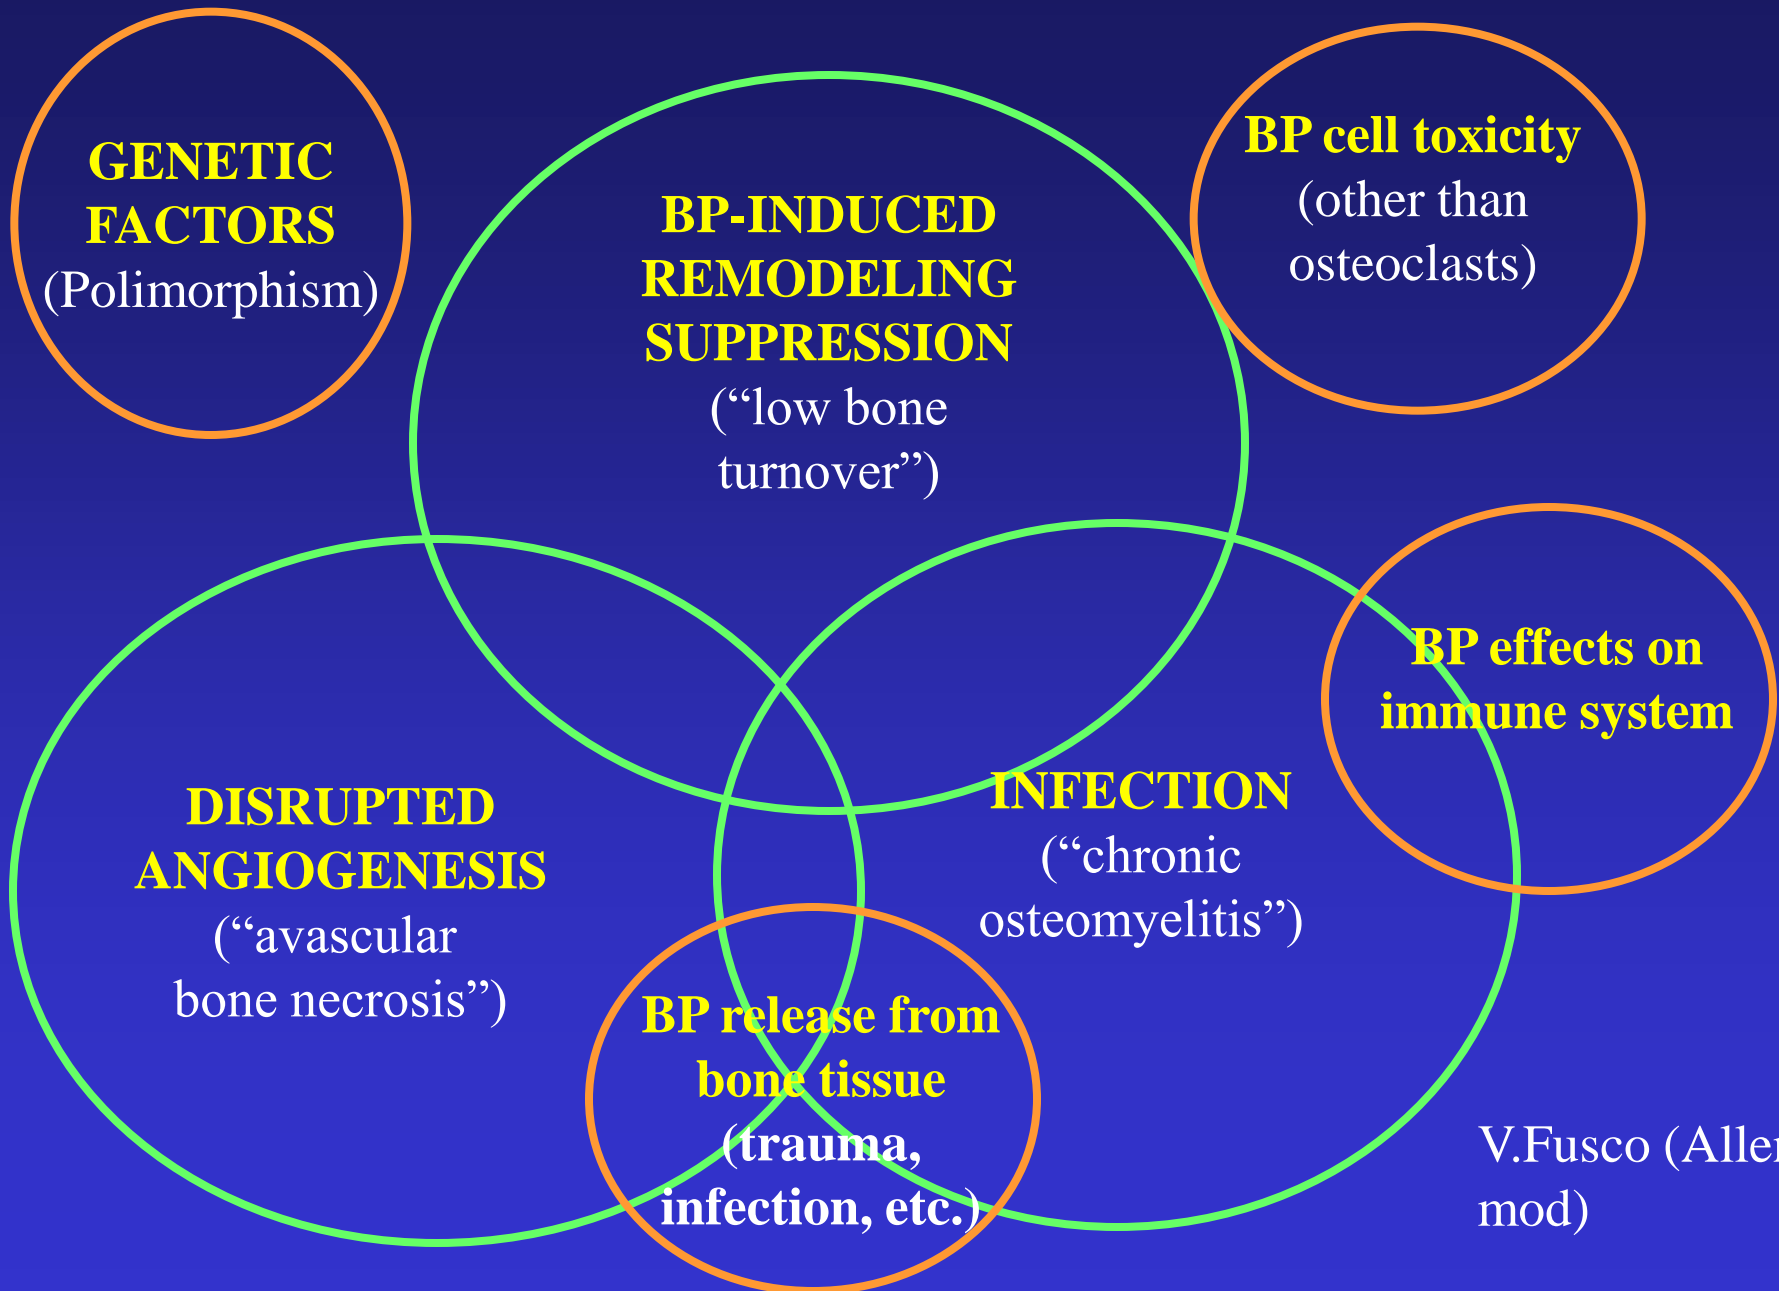 GENETIC
FACTORS
(Polimorphism)
BP-INDUCED
REMODELING
SUPPRESSION
(“low bone
turnover”)
BP cell toxicity
(other than
osteoclasts)
BP effects on
immune system
DISRUPTED
ANGIOGENESIS
(“avascular
bone necrosis”)
INFECTION
(“chronic
osteomyelitis”)
BP release from
bone tissue
(trauma,
infection, etc.)
V.Fusco
mod)